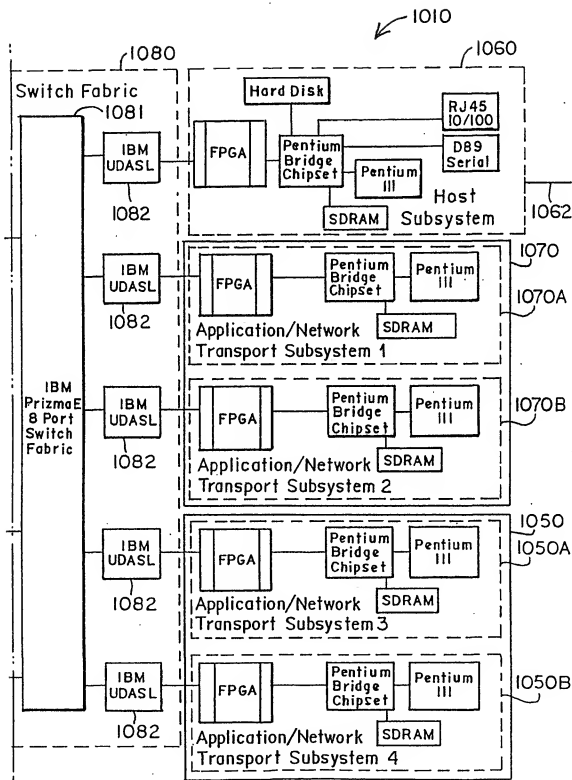 1010
1080
1060
Switch Fabric
1081
Hard Disk
RJ45
10/100
IBM
UDASL
FPGA
Pentium
Bridge
Chipset
D89
Serial
Pentium
III
1082
SDRAM
Host
Subsystem
1062
IBM
UDASL
FPGA
Pentium
Bridge
Chipset
Pentium
III
1070
1070A
1082
SDRAM
Application/Network
Transport Subsystem 1
IBM
PrizmaE
8 Port
Switch
Fabric
IBM
UDASL
FPGA
Pentium
Bridge
Chipset
Pentium
III
1070B
1082
SDRAM
Application/Network
Transport Subsystem 2
IBM
UDASL
FPGA
Pentium
Bridge
Chipset
Pentium
III
1050
1050A
1082
SDRAM
Application/Network
Transport Subsystem 3
IBM
UDASL
FPGA
Pentium
Bridge
Chipset
Pentium
III
1050B
1082
SDRAM
Application/Network
Transport Subsystem 4